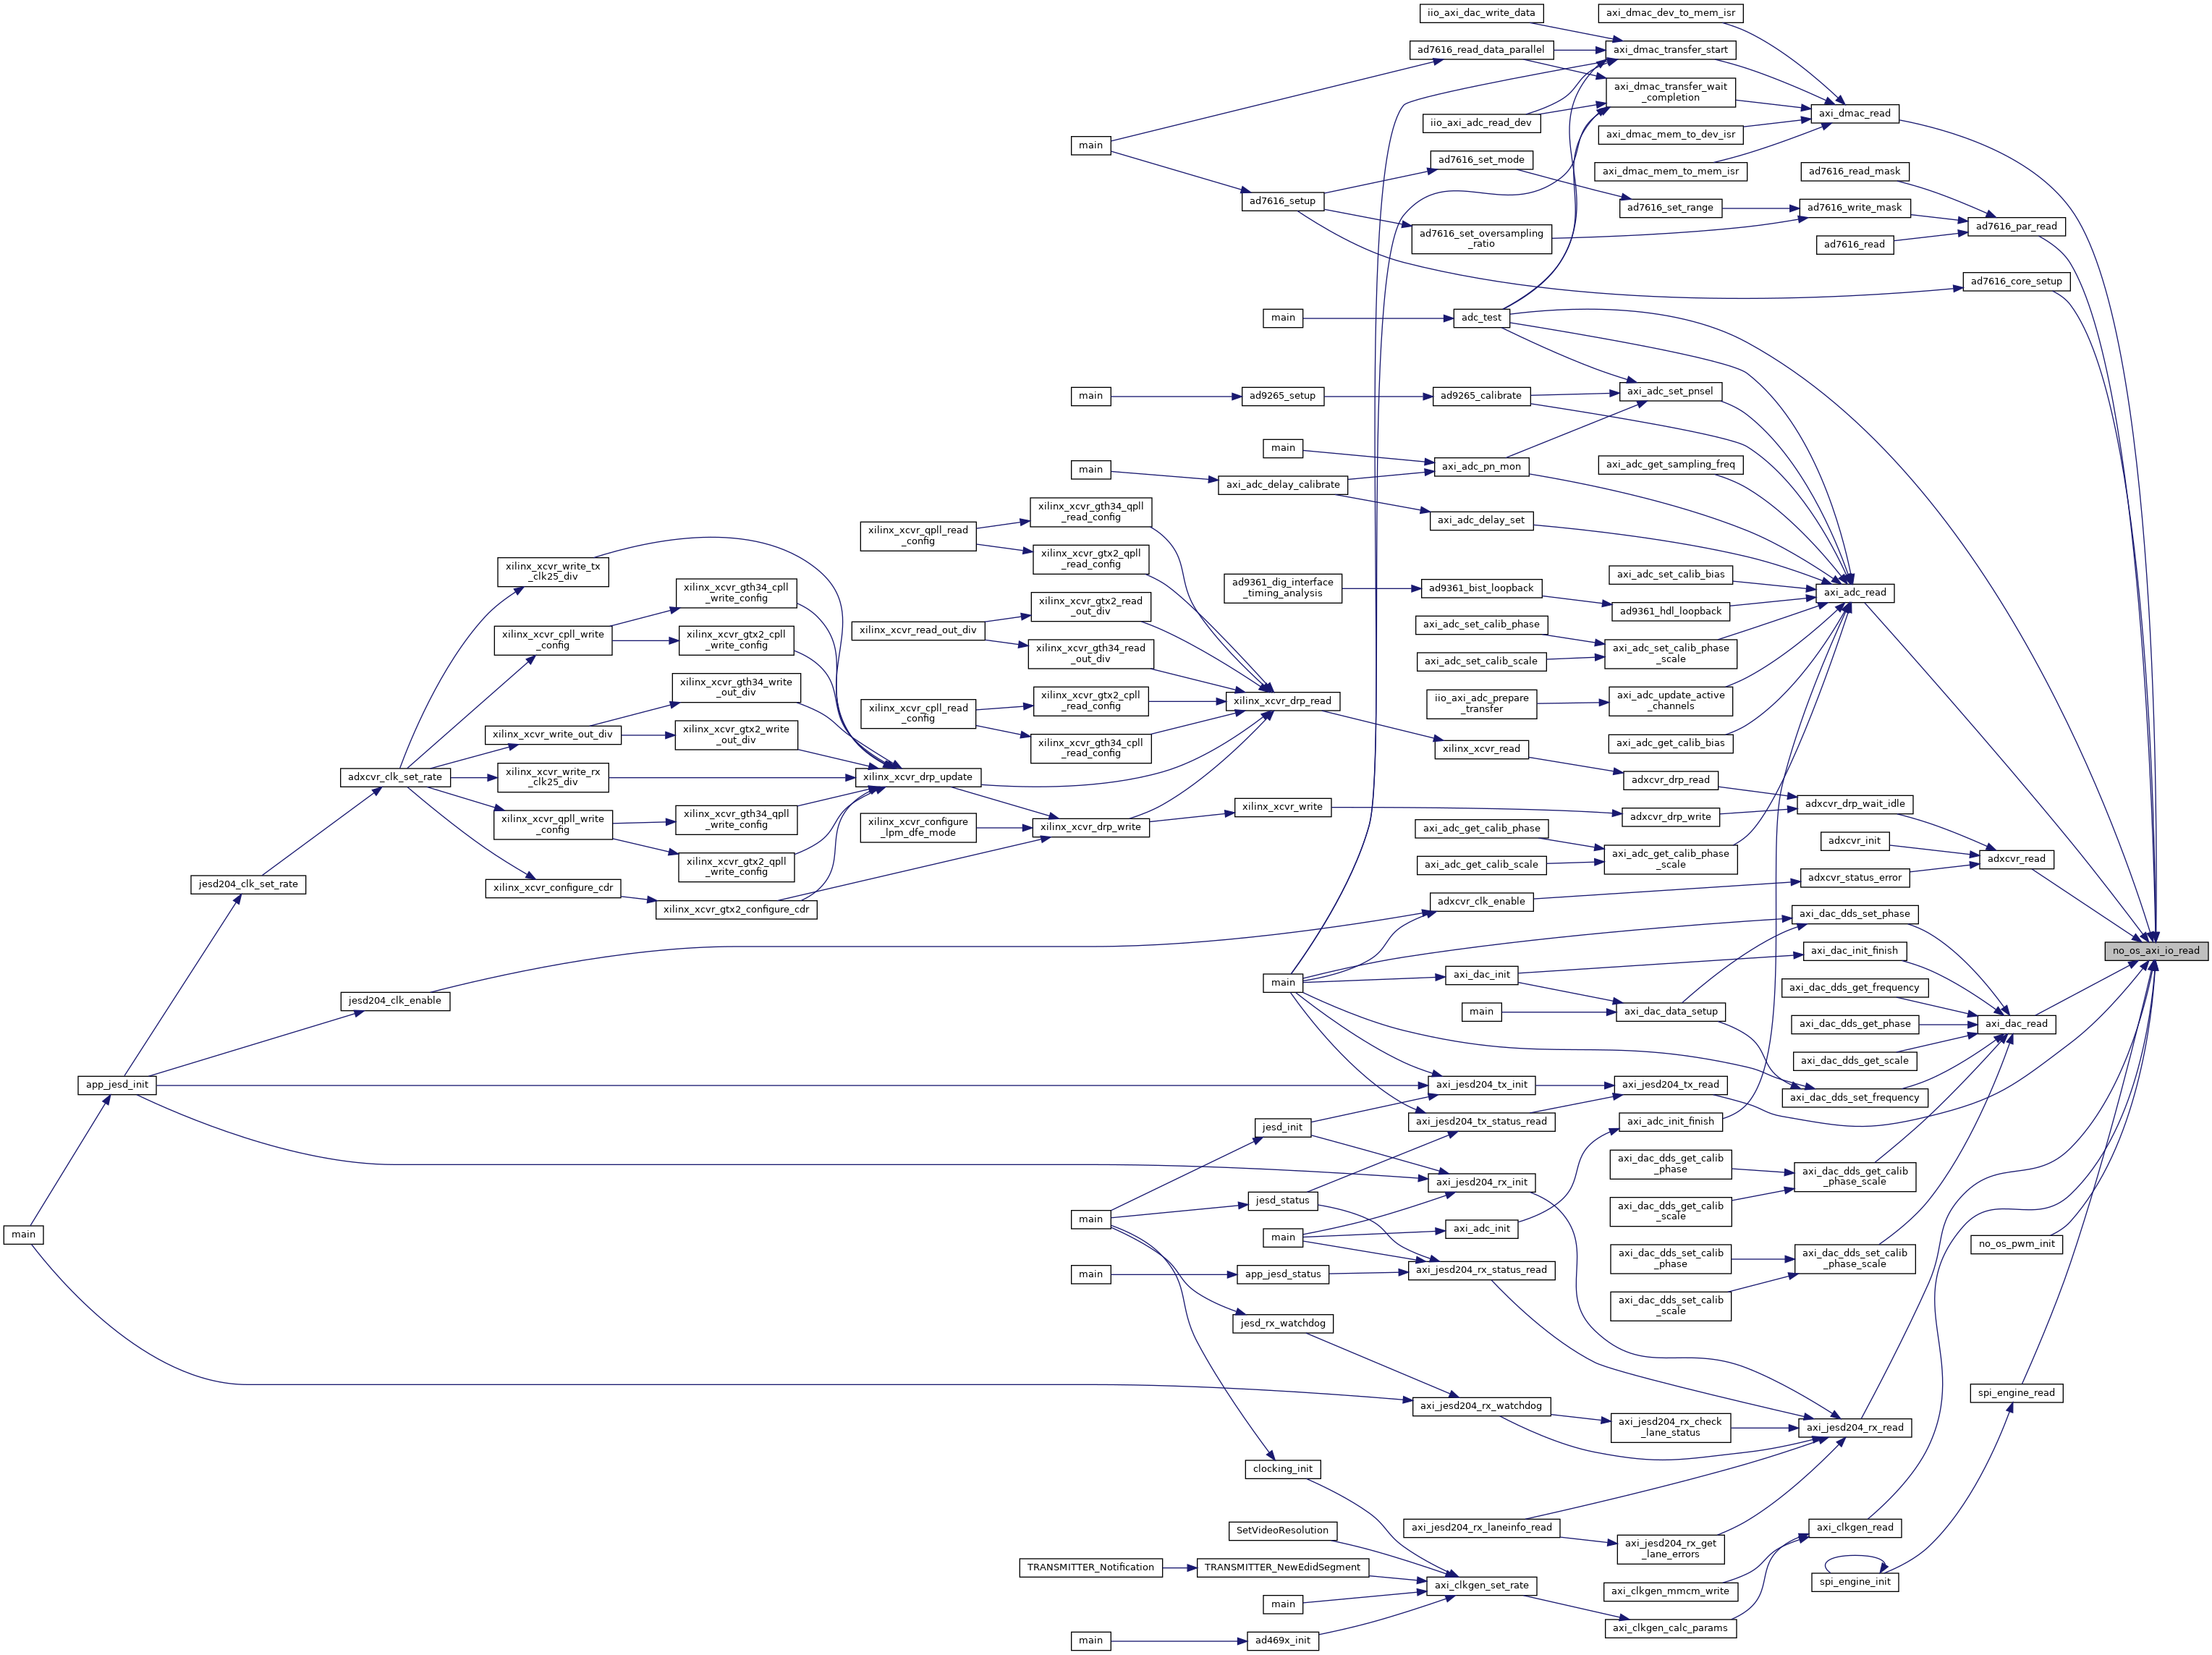 iio_axi_dac_write_data
axi_dmac_dev_to_mem_isr
ad7616_read_data_parallel
axi_dmac_transfer_start
axi_dmac_transfer_wait
_completion
axi_dmac_read
iio_axi_adc_read_dev
axi_dmac_mem_to_dev_isr
main
ad7616_set_mode
axi_dmac_mem_to_mem_isr
ad7616_read_mask
ad7616_setup
ad7616_set_range
ad7616_write_mask
ad7616_par_read
ad7616_set_oversampling
_ratio
ad7616_read
ad7616_core_setup
main
adc_test
main
ad9265_setup
ad9265_calibrate
axi_adc_set_pnsel
main
main
axi_adc_pn_mon
axi_adc_get_sampling_freq
axi_adc_delay_calibrate
xilinx_xcvr_gth34_qpll
_read_config
xilinx_xcvr_qpll_read
_config
axi_adc_delay_set
xilinx_xcvr_gtx2_qpll
_read_config
xilinx_xcvr_write_tx
_clk25_div
axi_adc_set_calib_bias
xilinx_xcvr_gth34_cpll
_write_config
ad9361_dig_interface
_timing_analysis
ad9361_bist_loopback
axi_adc_read
xilinx_xcvr_gtx2_read
_out_div
ad9361_hdl_loopback
xilinx_xcvr_cpll_write
_config
xilinx_xcvr_gtx2_cpll
_write_config
xilinx_xcvr_read_out_div
axi_adc_set_calib_phase
xilinx_xcvr_gth34_read
_out_div
axi_adc_set_calib_phase
_scale
axi_adc_set_calib_scale
xilinx_xcvr_gth34_write
_out_div
xilinx_xcvr_gtx2_cpll
_read_config
xilinx_xcvr_drp_read
iio_axi_adc_prepare
_transfer
axi_adc_update_active
_channels
xilinx_xcvr_cpll_read
_config
xilinx_xcvr_write_out_div
xilinx_xcvr_gtx2_write
_out_div
xilinx_xcvr_gth34_cpll
_read_config
xilinx_xcvr_read
axi_adc_get_calib_bias
adxcvr_clk_set_rate
xilinx_xcvr_write_rx
_clk25_div
xilinx_xcvr_drp_update
adxcvr_drp_read
xilinx_xcvr_qpll_write
_config
xilinx_xcvr_gth34_qpll
_write_config
xilinx_xcvr_configure
_lpm_dfe_mode
xilinx_xcvr_drp_write
xilinx_xcvr_write
adxcvr_drp_write
adxcvr_drp_wait_idle
axi_adc_get_calib_phase
adxcvr_init
xilinx_xcvr_gtx2_qpll
_write_config
axi_adc_get_calib_scale
axi_adc_get_calib_phase
_scale
adxcvr_read
jesd204_clk_set_rate
xilinx_xcvr_configure_cdr
adxcvr_status_error
xilinx_xcvr_gtx2_configure_cdr
adxcvr_clk_enable
axi_dac_dds_set_phase
axi_dac_init_finish
no_os_axi_io_read
main
axi_dac_init
axi_dac_dds_get_frequency
jesd204_clk_enable
main
axi_dac_data_setup
axi_dac_dds_get_phase
axi_dac_read
axi_dac_dds_get_scale
app_jesd_init
axi_jesd204_tx_init
axi_jesd204_tx_read
axi_dac_dds_set_frequency
jesd_init
axi_jesd204_tx_status_read
axi_adc_init_finish
axi_dac_dds_get_calib
_phase
axi_dac_dds_get_calib
_phase_scale
axi_jesd204_rx_init
jesd_status
axi_dac_dds_get_calib
_scale
main
main
main
axi_adc_init
no_os_pwm_init
axi_dac_dds_set_calib
_phase
axi_dac_dds_set_calib
_phase_scale
main
app_jesd_status
axi_jesd204_rx_status_read
axi_dac_dds_set_calib
_scale
jesd_rx_watchdog
spi_engine_read
axi_jesd204_rx_watchdog
axi_jesd204_rx_check
_lane_status
axi_jesd204_rx_read
clocking_init
SetVideoResolution
axi_jesd204_rx_laneinfo_read
axi_jesd204_rx_get
_lane_errors
axi_clkgen_read
TRANSMITTER_Notification
TRANSMITTER_NewEdidSegment
axi_clkgen_set_rate
axi_clkgen_mmcm_write
spi_engine_init
main
axi_clkgen_calc_params
main
ad469x_init